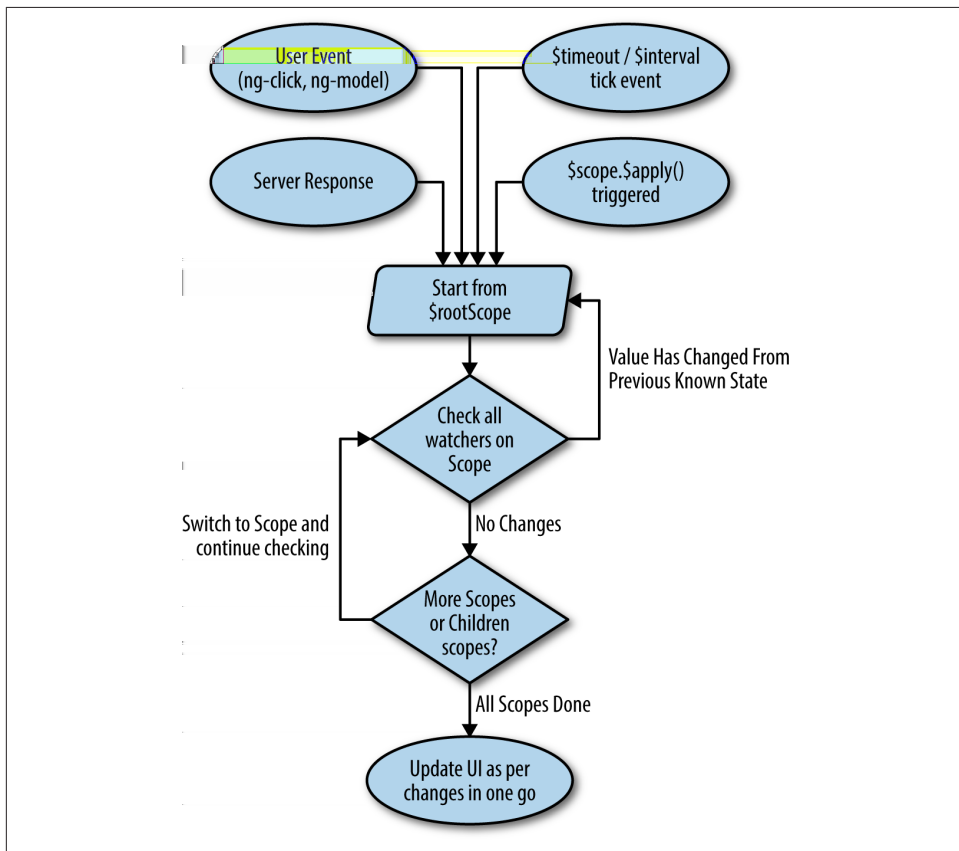 User Event
(ng-click, ng-model)
$timeout / $interval
tick event
Server Response
$scope.$apply()
triggered
Start from
$rootScope
Value Has Changed From
Previous Known State
Check all
watchers on
Scope
Switch to Scope and
continue checking
No Changes
More Scopes
or Children
scopes?
All Scopes Done
Update UI as per
changes in one go